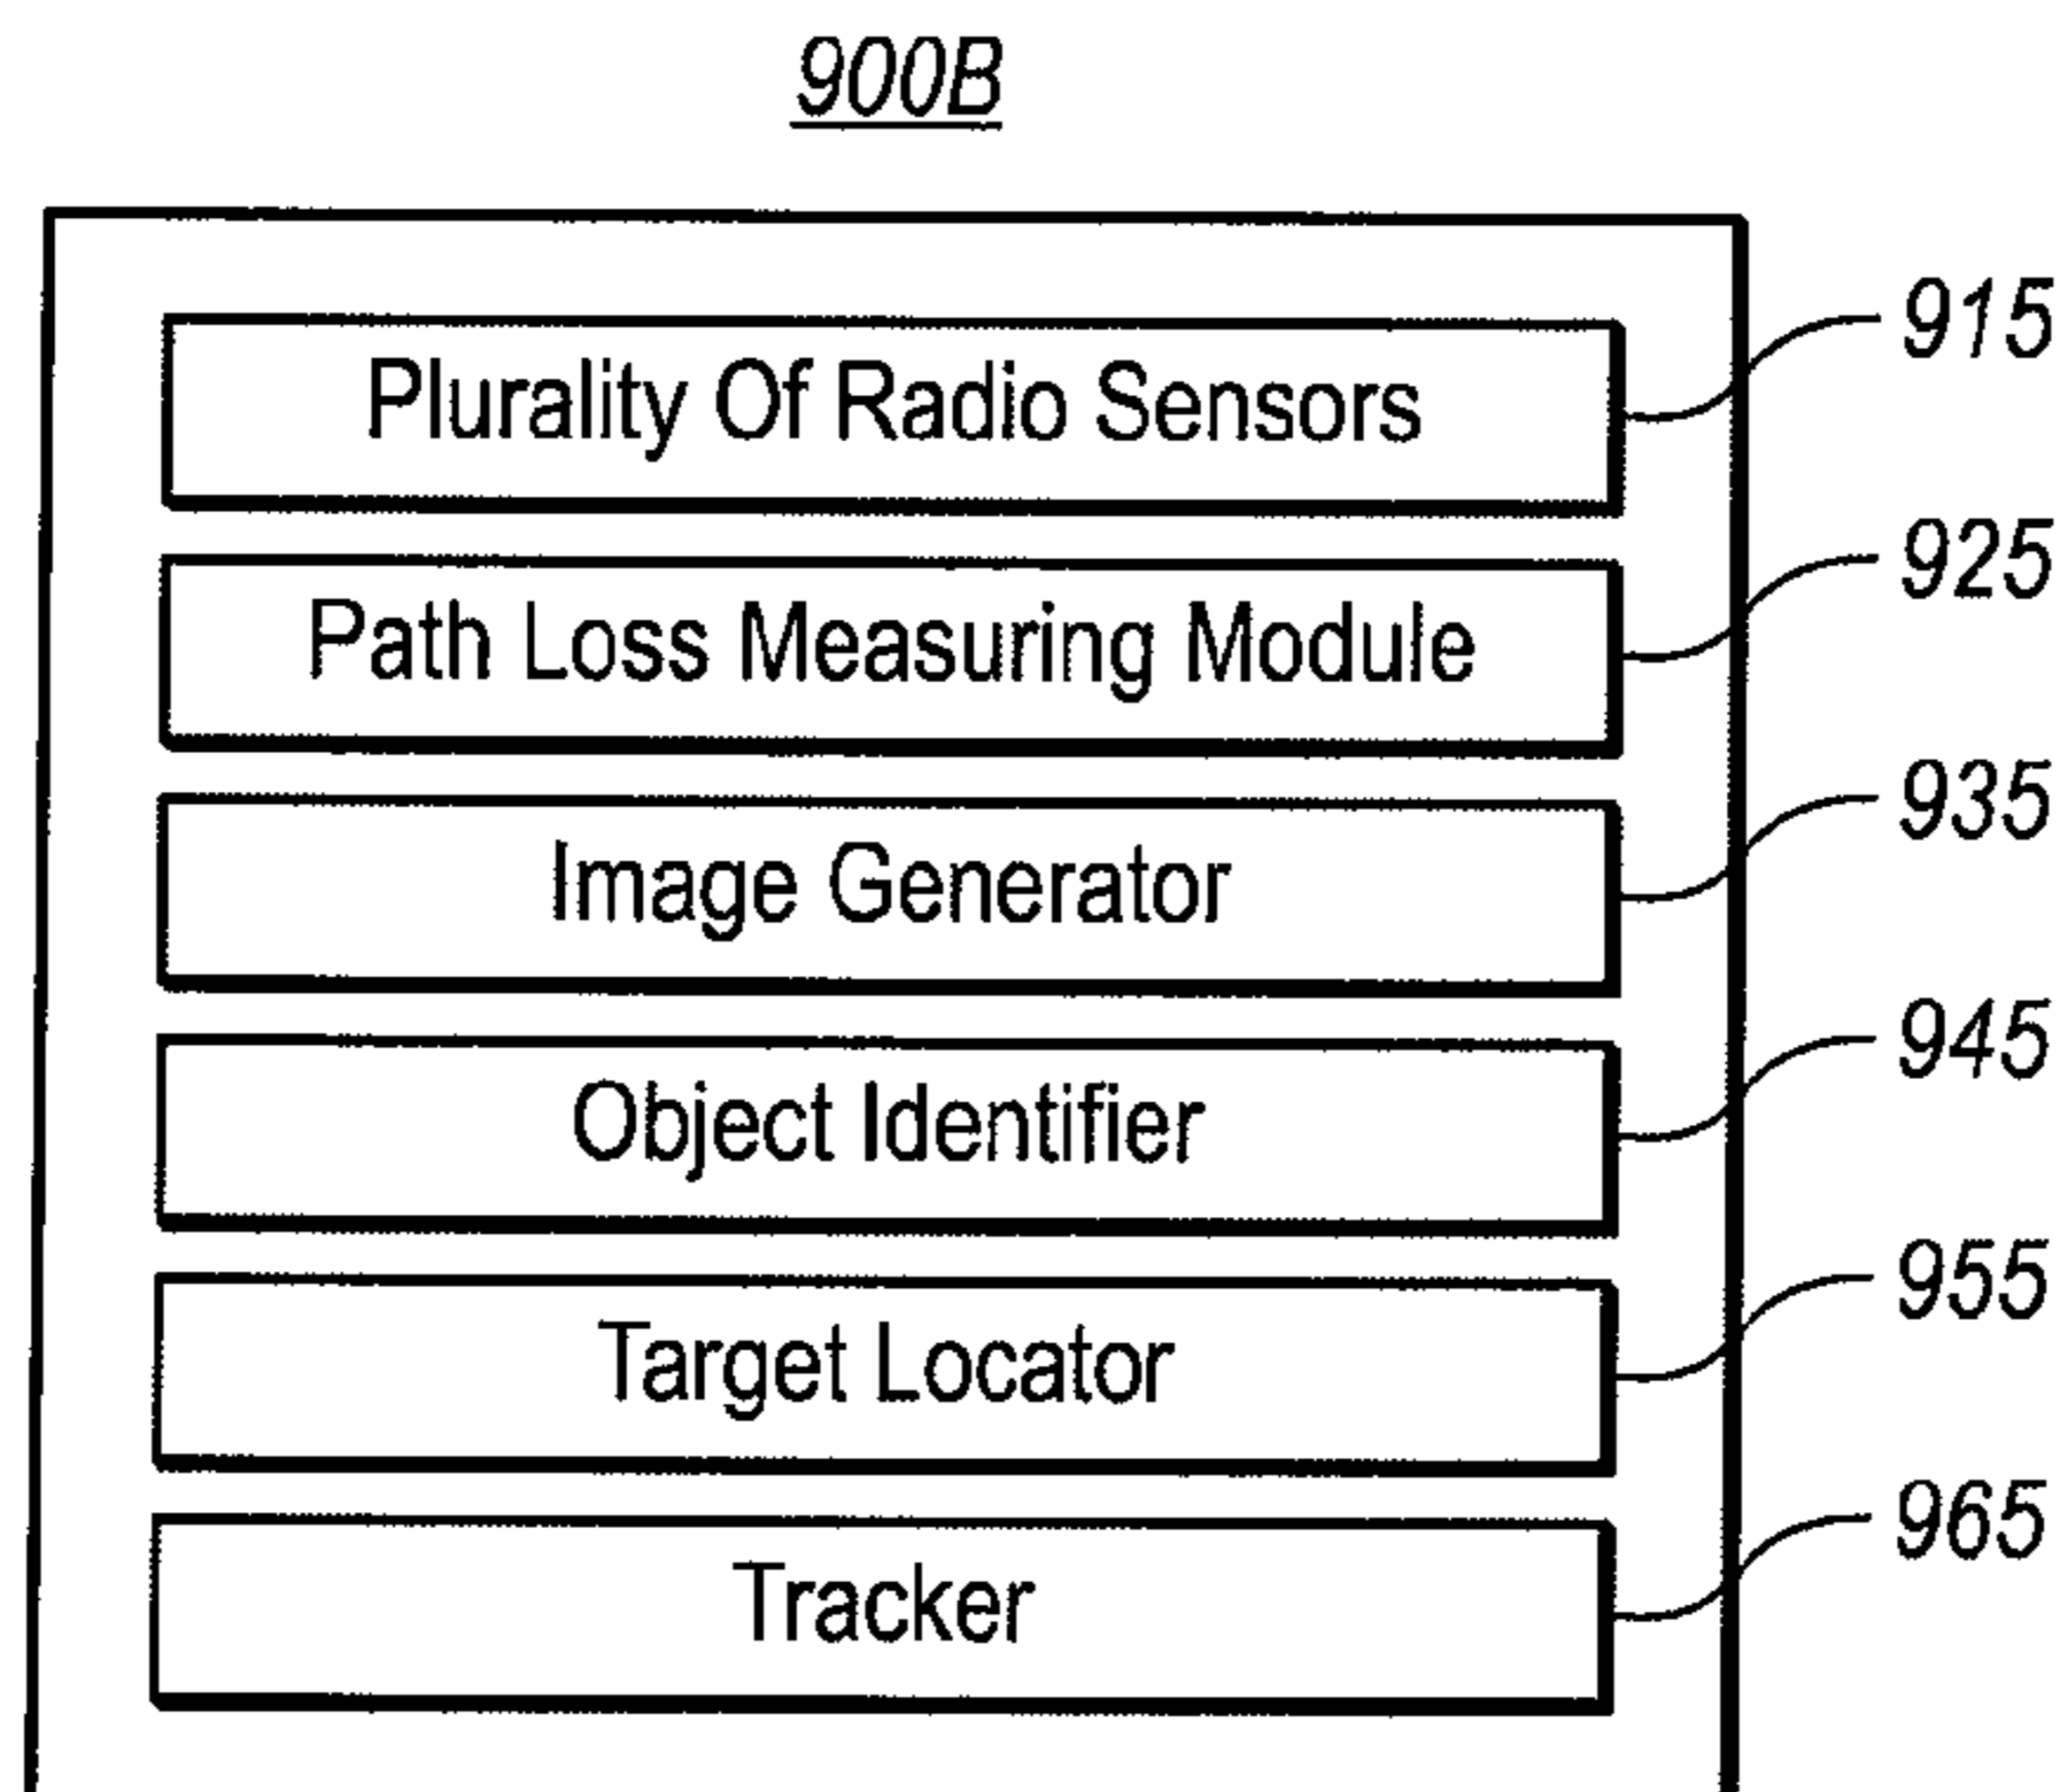 900B
Plurality Of Radio Sensors
915
Path Loss Measuring Module
925
Image Generator
935
Object Identifier
945
Target Locator
955
Tracker
965